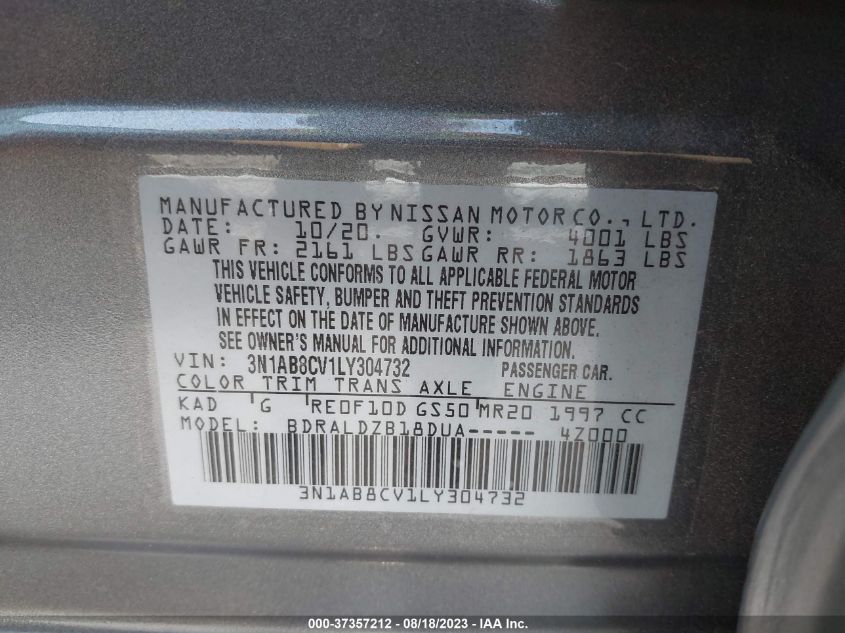 MANUFACTURED BY NISSAN MOTOR CO., LTD.
DATE: 10/20. GVWR: 4001 LBS
GAWR FR: 2161 LBS GAWR RR: 1863 LBS
THIS VEHICLE CONFORMS TO ALL APPLICABLE FEDERAL MOTOR
VEHICLE SAFETY, BUMPER AND THEFT PREVENTION STANDARDS
IN EFFECT ON THE DATE OF MANUFACTURE SHOWN ABOVE.
SEE OWNER'S MANUAL FOR ADDITIONAL INFORMATION.
VIN: 3N1AB8CV1LY304732 PASSENGER CAR.
COLOR TRIM TRANS AXLE ENGINE
KAD G RE0F10D GS50 MR20 1997 CC
MODEL: BDRALDZB18DUA----- 4Z000
3N1AB8CV1LY304732
000-37357212 - 08/18/2023 - IAA Inc.